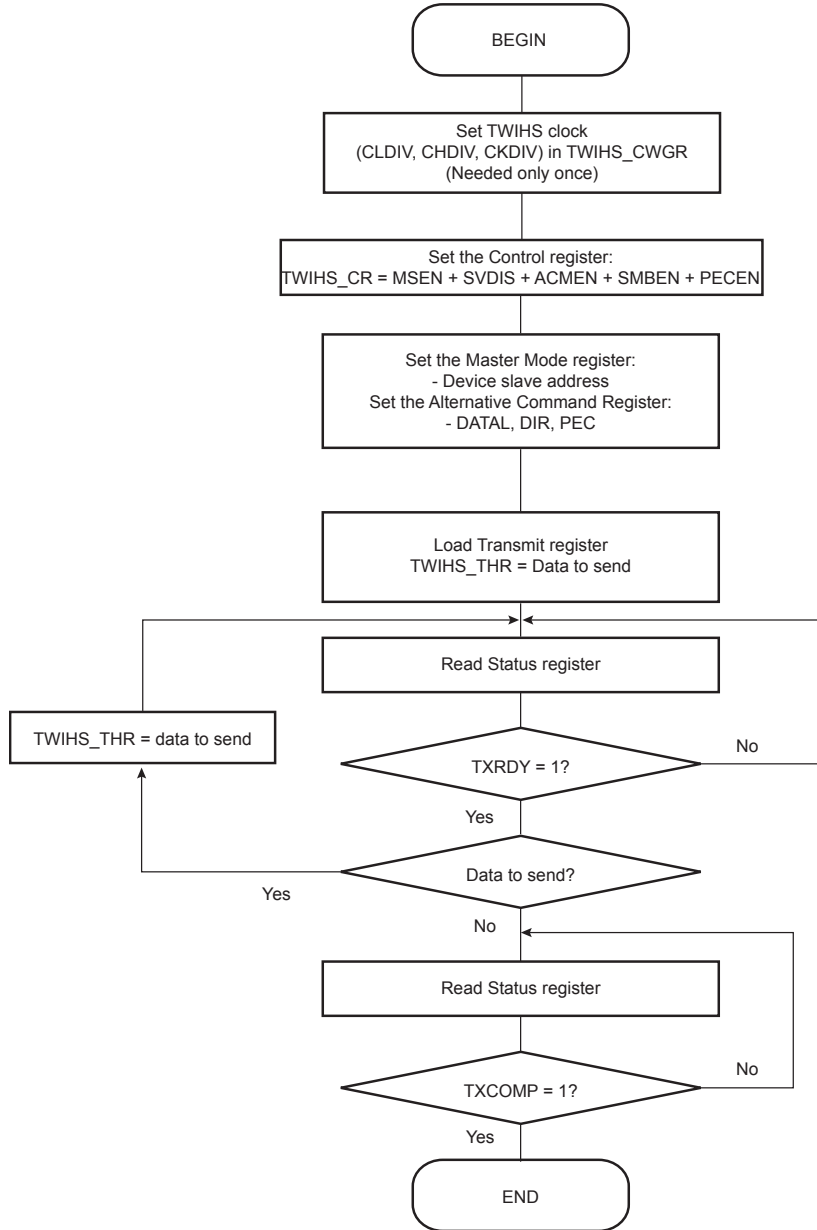 BEGIN
Set TWIHS clock
(CLDIV, CHDIV, CKDIV) in TWIHS_CWGR
(Needed only once)
Set the Control register:
TWIHS_CR = MSEN + SVDIS + ACMEN + SMBEN + PECEN
Set the Master Mode register:
- Device slave address
Set the Alternative Command Register:
- DATAL, DIR, PEC
Load Transmit register
TWIHS_THR = Data to send
Read Status register
TWIHS_THR = data to send
TXRDY = 1?
No
Yes
Data to send?
Yes
No
Read Status register
TXCOMP = 1?
No
Yes
END